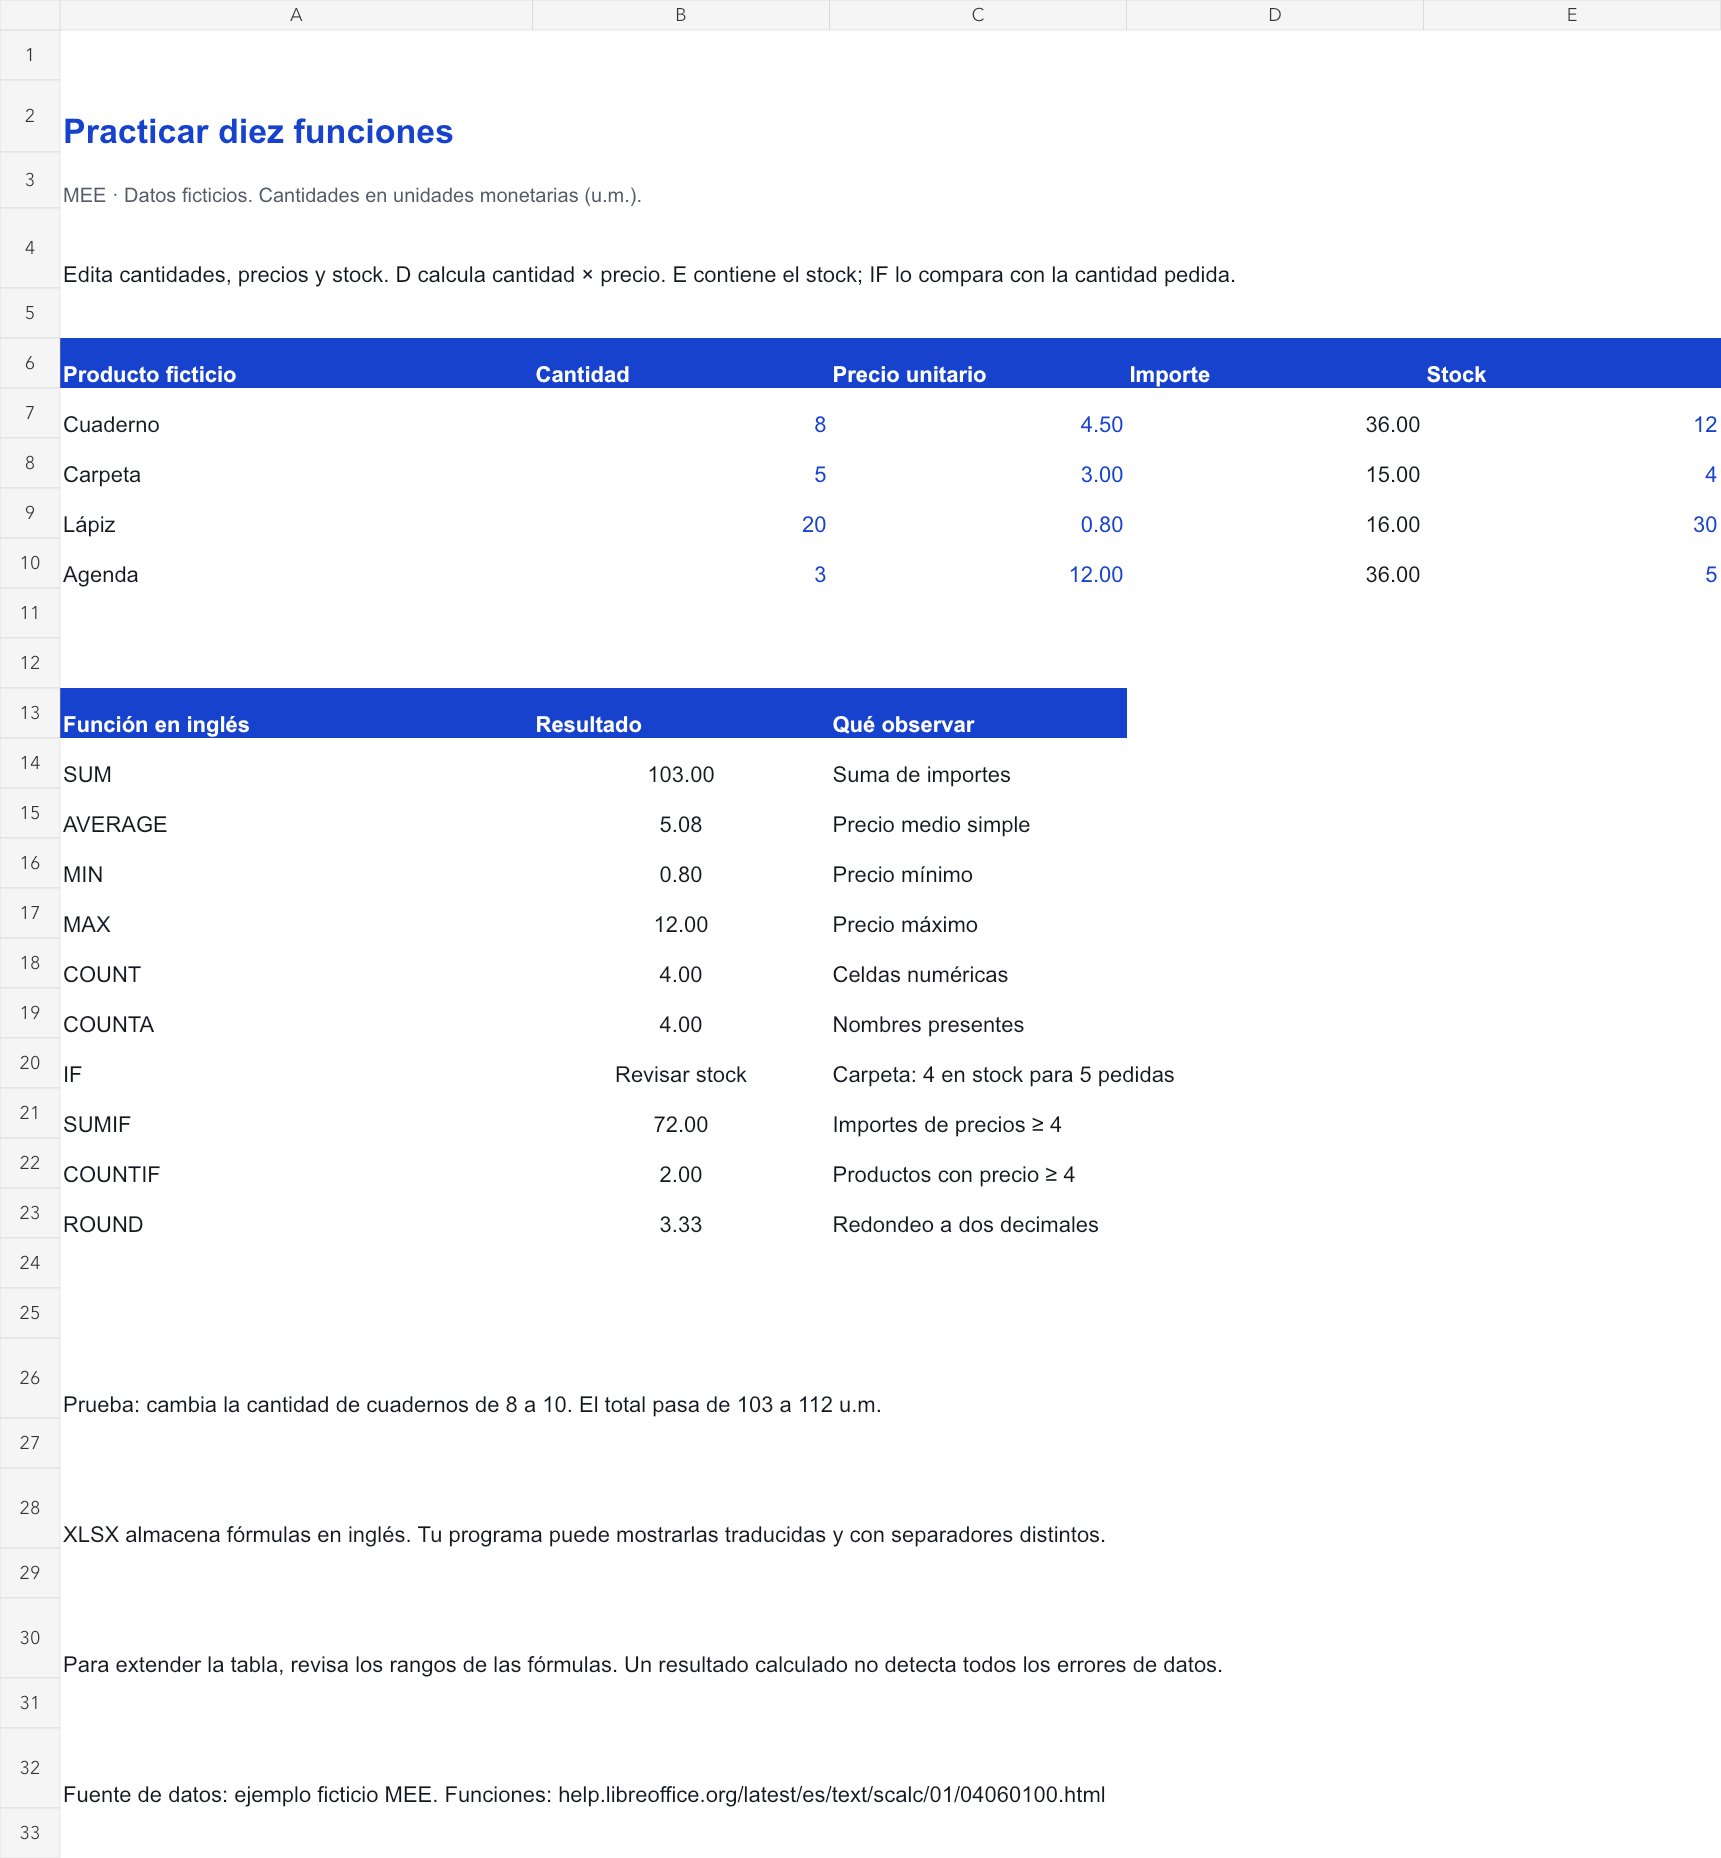 A B C D E
1
2 Practicar diez funciones
3 MEE · Datos ficticios. Cantidades en unidades monetarias (u.m.).
4 Edita cantidades, precios y stock. D calcula cantidad × precio. E contiene el stock; IF lo compara con la cantidad pedida.
5
6 Producto ficticio Cantidad Precio unitario Importe Stock
7 Cuaderno 8 4.50 36.00 12
8 Carpeta 5 3.00 15.00 4
9 Lápiz 20 0.80 16.00 30
10 Agenda 3 12.00 36.00 5
11
12
13 Función en inglés Resultado Qué observar
14 SUM 103.00 Suma de importes
15 AVERAGE 5.08 Precio medio simple
16 MIN 0.80 Precio mínimo
17 MAX 12.00 Precio máximo
18 COUNT 4.00 Celdas numéricas
19 COUNTA 4.00 Nombres presentes
20 IF Revisar stock Carpeta: 4 en stock para 5 pedidas
21 SUMIF 72.00 Importes de precios ≥ 4
22 COUNTIF 2.00 Productos con precio ≥ 4
23 ROUND 3.33 Redondeo a dos decimales
24
25
26 Prueba: cambia la cantidad de cuadernos de 8 a 10. El total pasa de 103 a 112 u.m.
27
28 XLSX almacena fórmulas en inglés. Tu programa puede mostrarlas traducidas y con separadores distintos.
29
30 Para extender la tabla, revisa los rangos de las fórmulas. Un resultado calculado no detecta todos los errores de datos.
31
32 Fuente de datos: ejemplo ficticio MEE. Funciones: help.libreoffice.org/latest/es/text/scalc/01/04060100.html
33